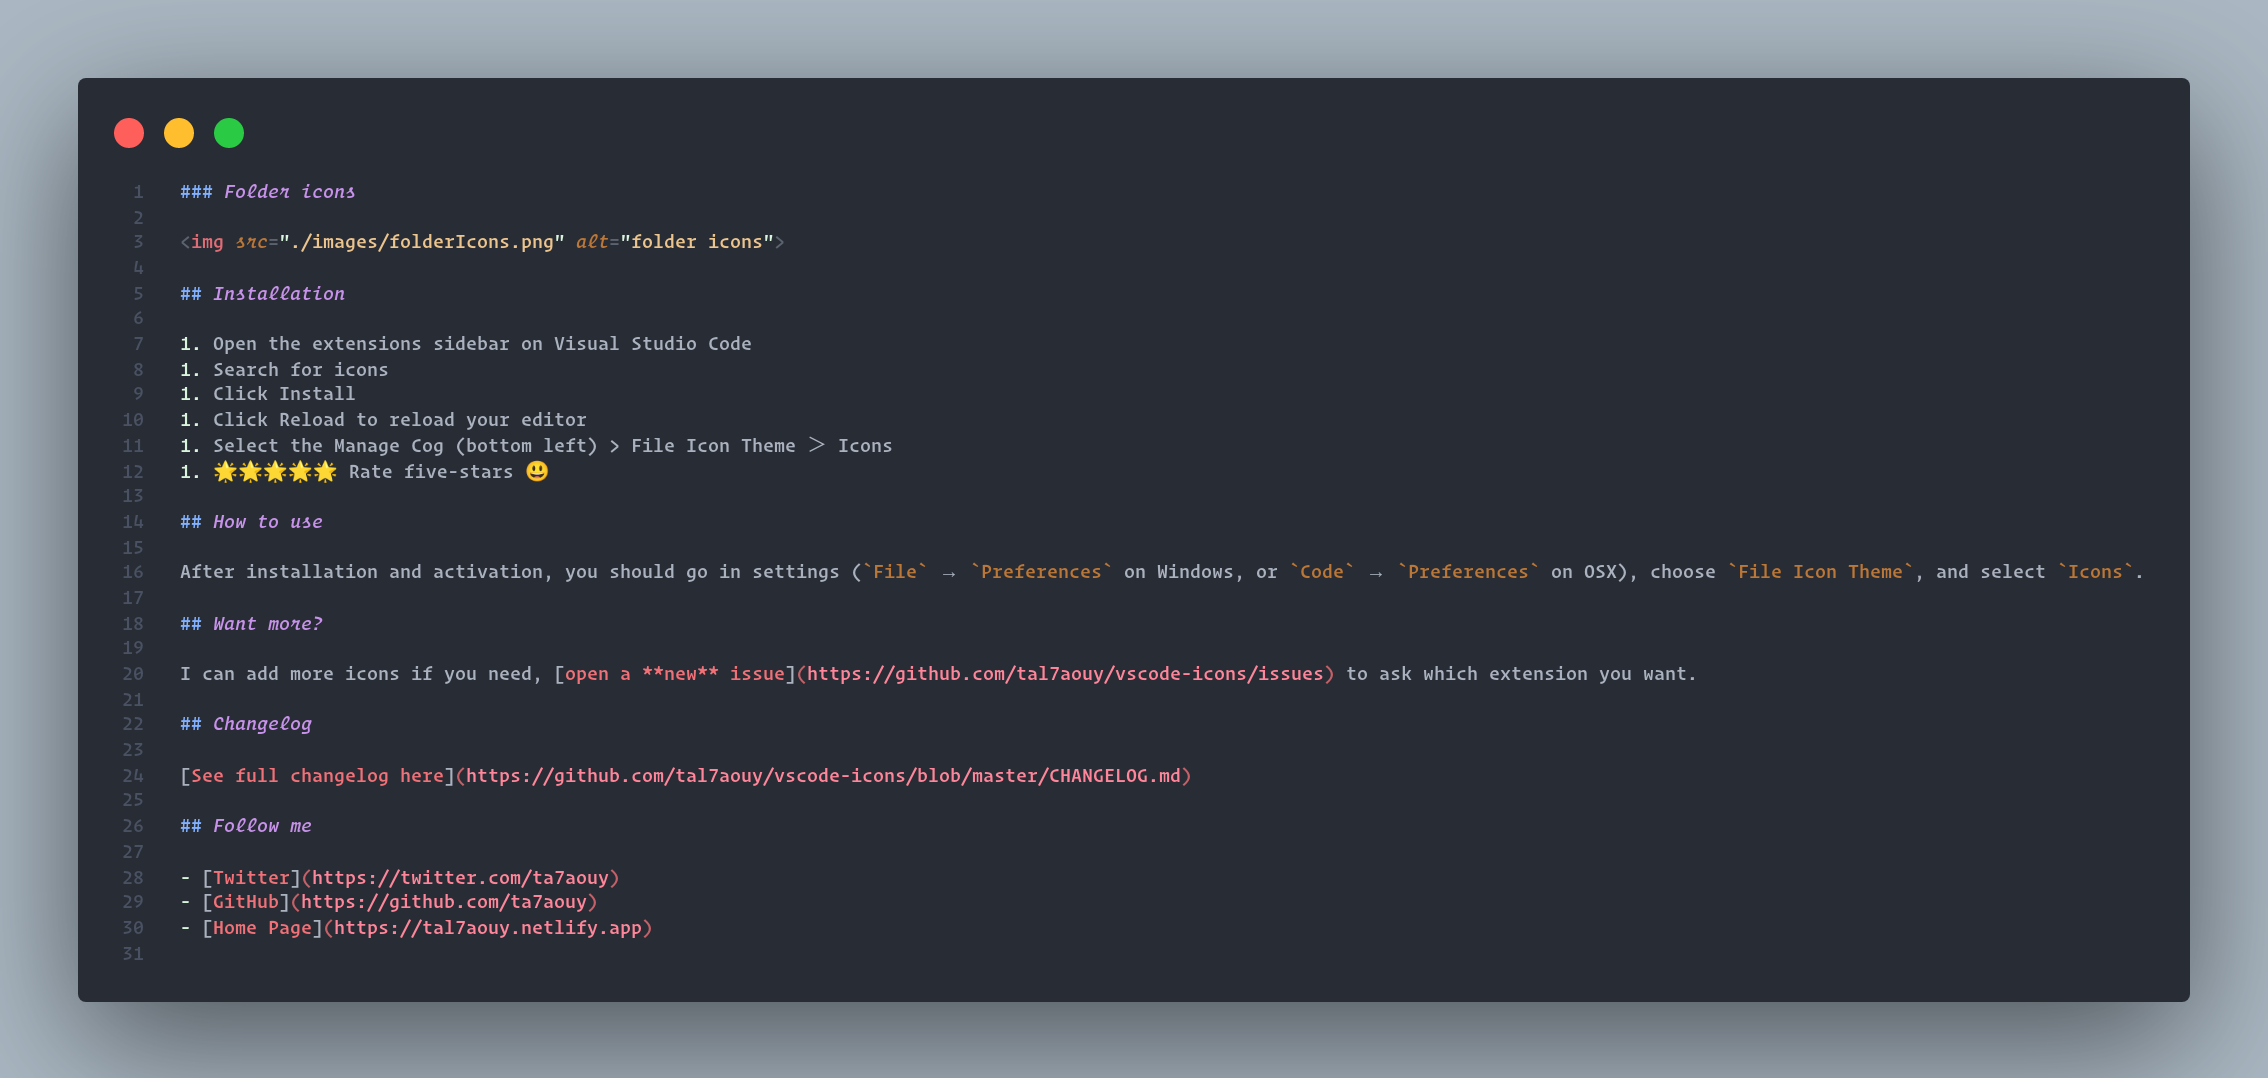 1 ### Folder icons
2
3 <img src="./images/folderIcons.png" alt="folder icons">
4
5 ## Installation
6
7 1. Open the extensions sidebar on Visual Studio Code
8 1. Search for icons
9 1. Click Install
10 1. Click Reload to reload your editor
11 1. Select the Manage Cog (bottom left) > File Icon Theme ＞ Icons
12 1. 🌟🌟🌟🌟🌟 Rate five-stars 😃
13
14 ## How to use
15
16 After installation and activation, you should go in settings (`File` → `Preferences` on Windows, or `Code` → `Preferences` on OSX), choose `File Icon Theme`, and select `Icons`.
17
18 ## Want more?
19
20 I can add more icons if you need, [open a **new** issue](https://github.com/tal7aouy/vscode-icons/issues) to ask which extension you want.
21
22 ## Changelog
23
24 [See full changelog here](https://github.com/tal7aouy/vscode-icons/blob/master/CHANGELOG.md)
25
26 ## Follow me
27
28 - [Twitter](https://twitter.com/ta7aouy)
29 - [GitHub](https://github.com/ta7aouy)
30 - [Home Page](https://tal7aouy.netlify.app)
31